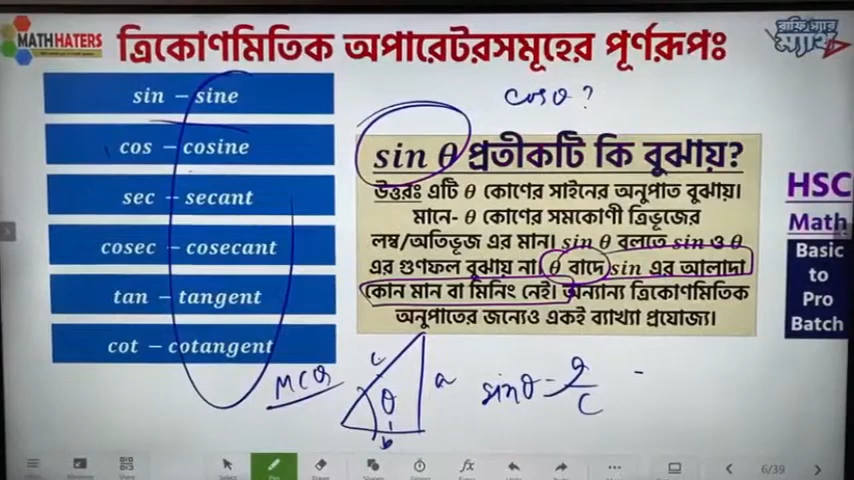 MATHHATERS
ত্রিকোণমিতিক অপারেটরসমূহের পূর্ণরূপঃ
রাফি স্যার
ম্যাথ
sin – sine
cos – cosine
sec – secant
cosec – cosecant
tan – tangent
cot – cotangent
cosθ ?
sin θ প্রতীকটি কি বুঝায়?
উত্তরঃ এটি θ কোণের সাইনের অনুপাত বুঝায়।
মানে- θ কোণের সমকোণী ত্রিভূজের
লম্ব/অতিভূজ এর মান। sin θ বলতে sin ও θ
এর গুণফল বুঝায় না। θ বাদে sin এর আলাদা
কোন মান বা মিনিং নেই। অন্যান্য ত্রিকোণমিতিক
অনুপাতের জন্যেও একই ব্যাখ্যা প্রযোজ্য।
HSC
Math
Basic
to
Pro
Batch
MCQ
c
θ
a
b
sinθ = a/c
6/39